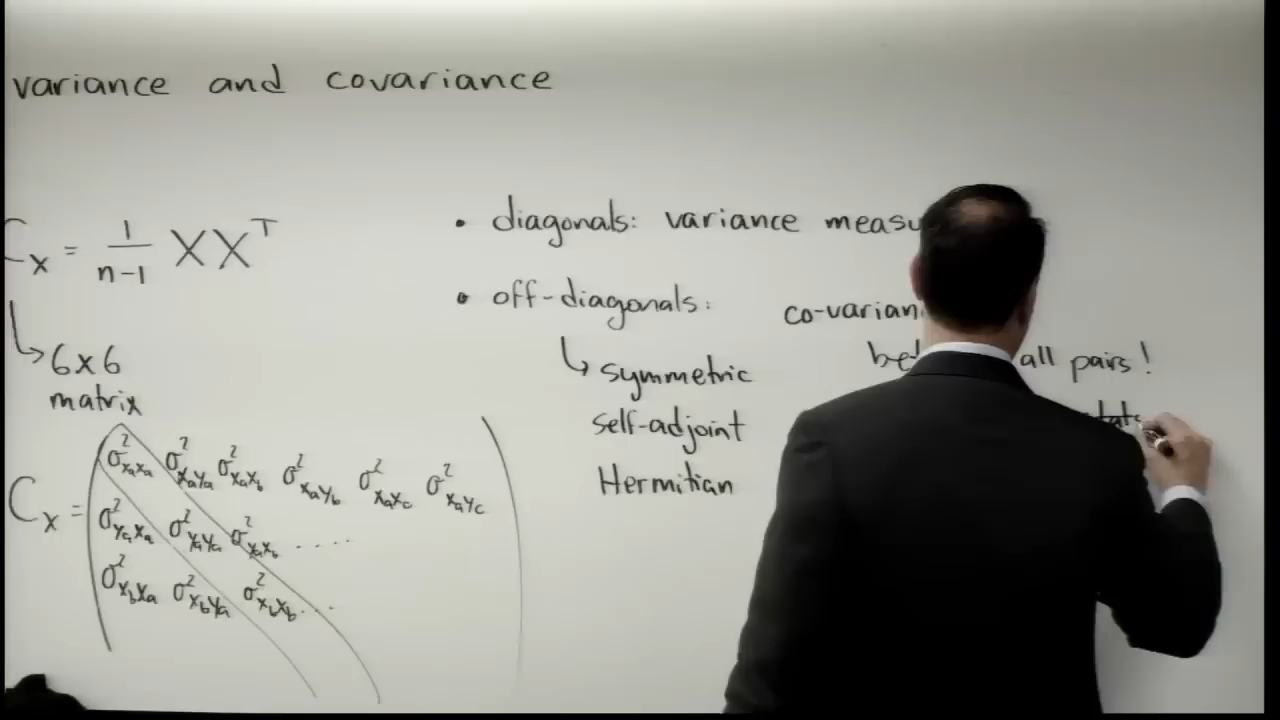 variance and covariance
C_X = 1/(n-1) XX^T
↳ 6x6
matrix
C_X =
σ²_{x_a x_a} σ²_{x_a y_a} σ²_{x_a x_b} σ²_{x_a y_b} σ²_{x_a x_c} σ²_{x_a y_c}
σ²_{y_a x_a} σ²_{y_a y_a} σ²_{y_a x_b} .....
σ²_{x_b x_a} σ²_{x_b y_a} σ²_{x_b x_b} ...
• diagonals: variance measu
• off-diagonals: co-varian
all pairs!
↳ symmetric
self-adjoint
Hermitian